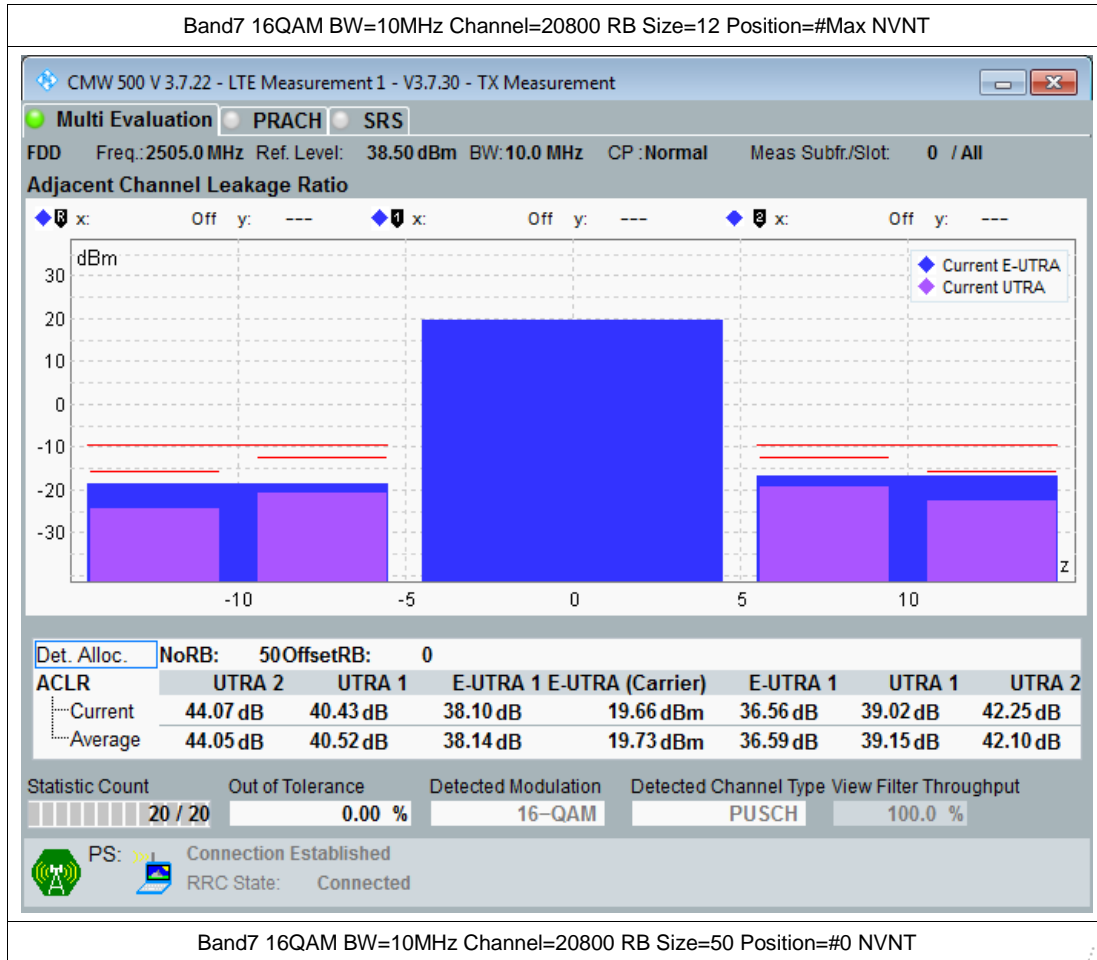 Band7 16QAM BW=10MHz Channel=20800 RB Size=12 Position=#Max NVNT
CMW 500 V 3.7.22 - LTE Measurement 1 - V3.7.30 - TX Measurement
Multi Evaluation PRACH SRS
FDD Freq.: 2505.0 MHz Ref. Level: 38.50 dBm BW: 10.0 MHz CP : Normal Meas Subfr./Slot: 0 / All
Adjacent Channel Leakage Ratio
R x: Off y: --- 1 x: Off y: --- 2 x: Off y: ---
dBm
Current E-UTRA
Current UTRA
30
20
10
0
-10
-20
-30
z
-10 -5 0 5 10
Det. Alloc. NoRB: 50 OffsetRB: 0
ACLR UTRA 2 UTRA 1 E-UTRA 1 E-UTRA (Carrier) E-UTRA 1 UTRA 1 UTRA 2
Current 44.07 dB 40.43 dB 38.10 dB 19.66 dBm 36.56 dB 39.02 dB 42.25 dB
Average 44.05 dB 40.52 dB 38.14 dB 19.73 dBm 36.59 dB 39.15 dB 42.10 dB
Statistic Count Out of Tolerance Detected Modulation Detected Channel Type View Filter Throughput
20 / 20 0.00 % 16-QAM PUSCH 100.0 %
PS: Connection Established
RRC State: Connected
Band7 16QAM BW=10MHz Channel=20800 RB Size=50 Position=#0 NVNT